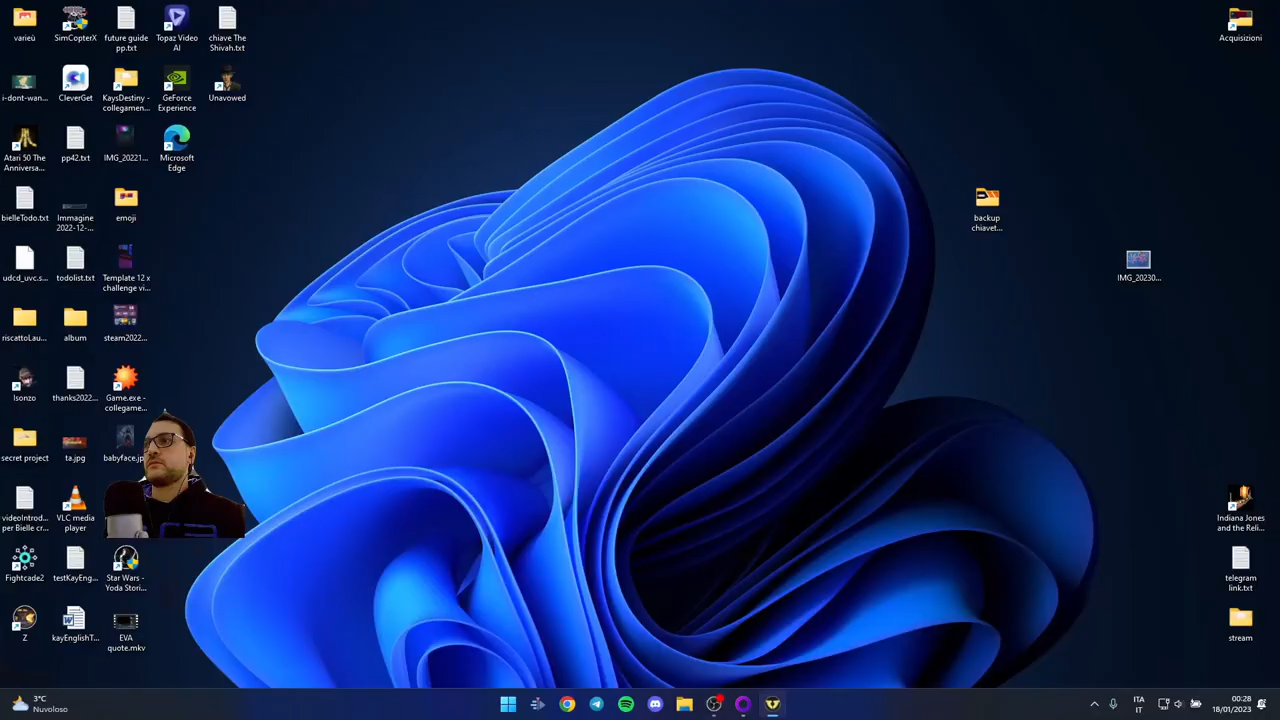 varieù
SimCopterX
future guide
pp.txt
Topaz Video
AI
chiave The
Shivah.txt
Acquisizioni
i-dont-wan...
CleverGet
KaysDestiny -
collegamen...
GeForce
Experience
Unavowed
Atari 50 The
Anniversa...
pp42.txt
IMG_20221...
Microsoft
Edge
bielleTodo.txt
Immagine
2022-12-...
emoji
backup
chiavet...
udcd_uvc.s...
todolist.txt
Template 12 x
challenge vi...
IMG_20230...
riscattoLau...
album
steam2022...
Isonzo
thanks2022...
Game.exe -
collegame...
secret project
ta.jpg
babyface.jp
videoIntrod...
per Bielle cr...
VLC media
player
Indiana Jones
and the Reli...
Fightcade2
testKayEng...
Star Wars -
Yoda Stori...
telegram
link.txt
Z
kayEnglishT...
EVA
quote.mkv
stream
3°C
Nuvoloso
ITA
IT
00:28
18/01/2023